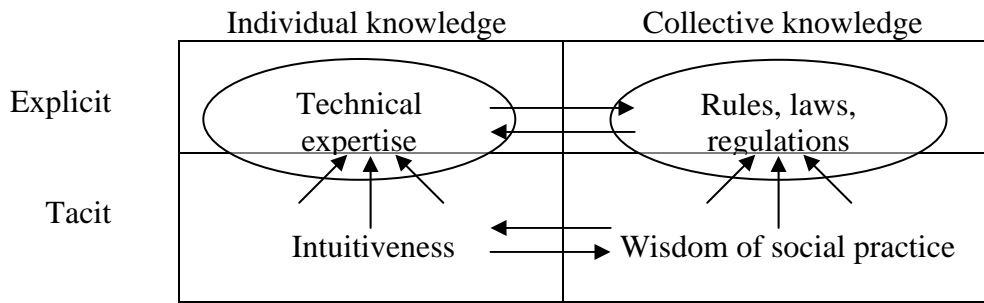 Individual knowledge
Collective knowledge
Explicit
Technical
expertise
Rules, laws,
regulations
Tacit
Intuitiveness
Wisdom of social practice